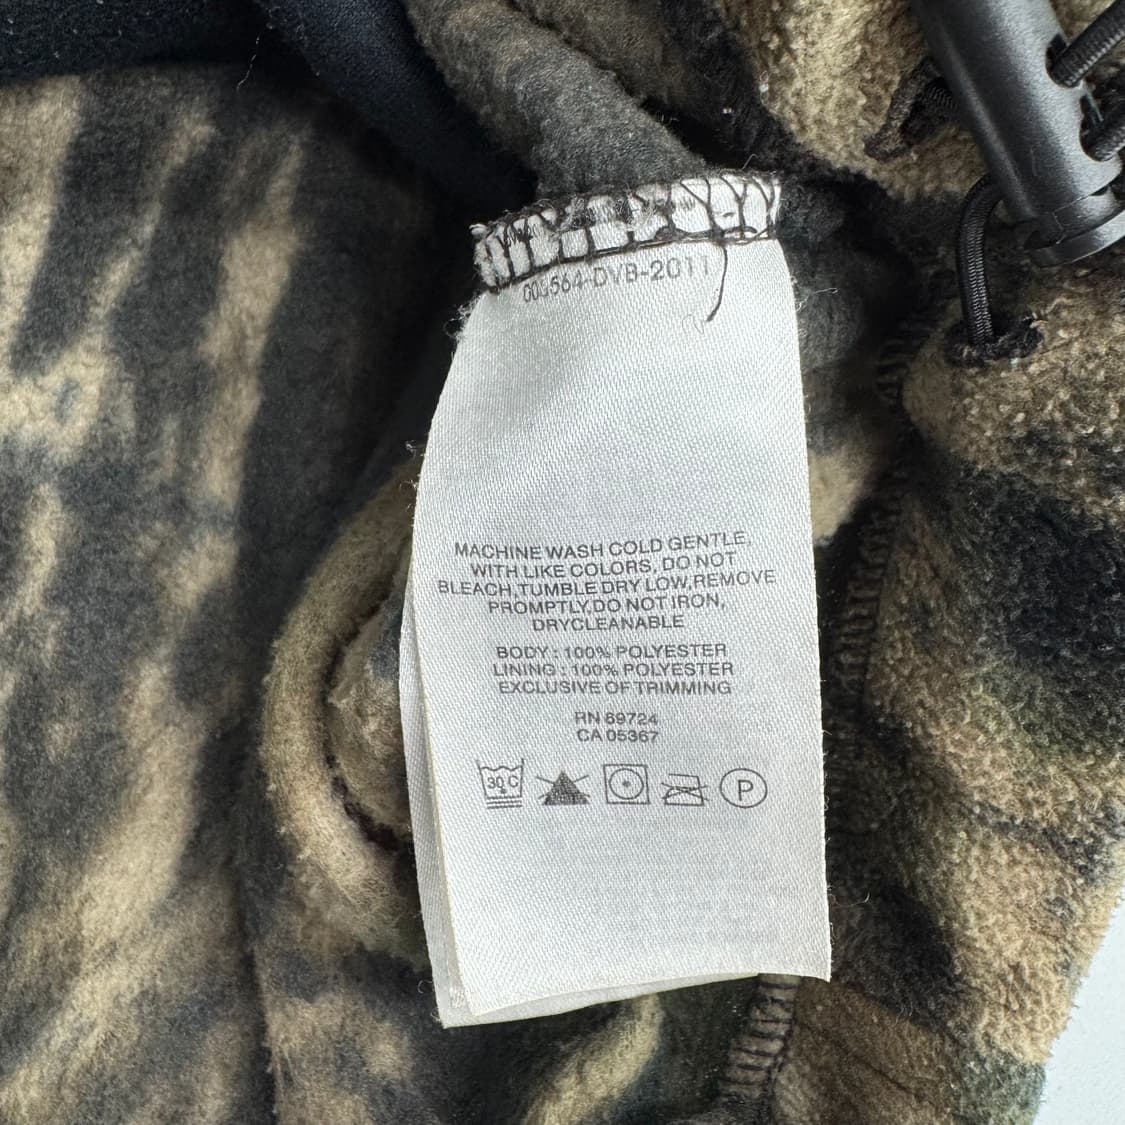 003564-DVB-2011
MACHINE WASH COLD GENTLE,
WITH LIKE COLORS, DO NOT
BLEACH,TUMBLE DRY LOW,REMOVE
PROMPTLY,DO NOT IRON,
DRYCLEANABLE
BODY : 100% POLYESTER
LINING : 100% POLYESTER
EXCLUSIVE OF TRIMMING
RN 89724
CA 05367
30°C
P